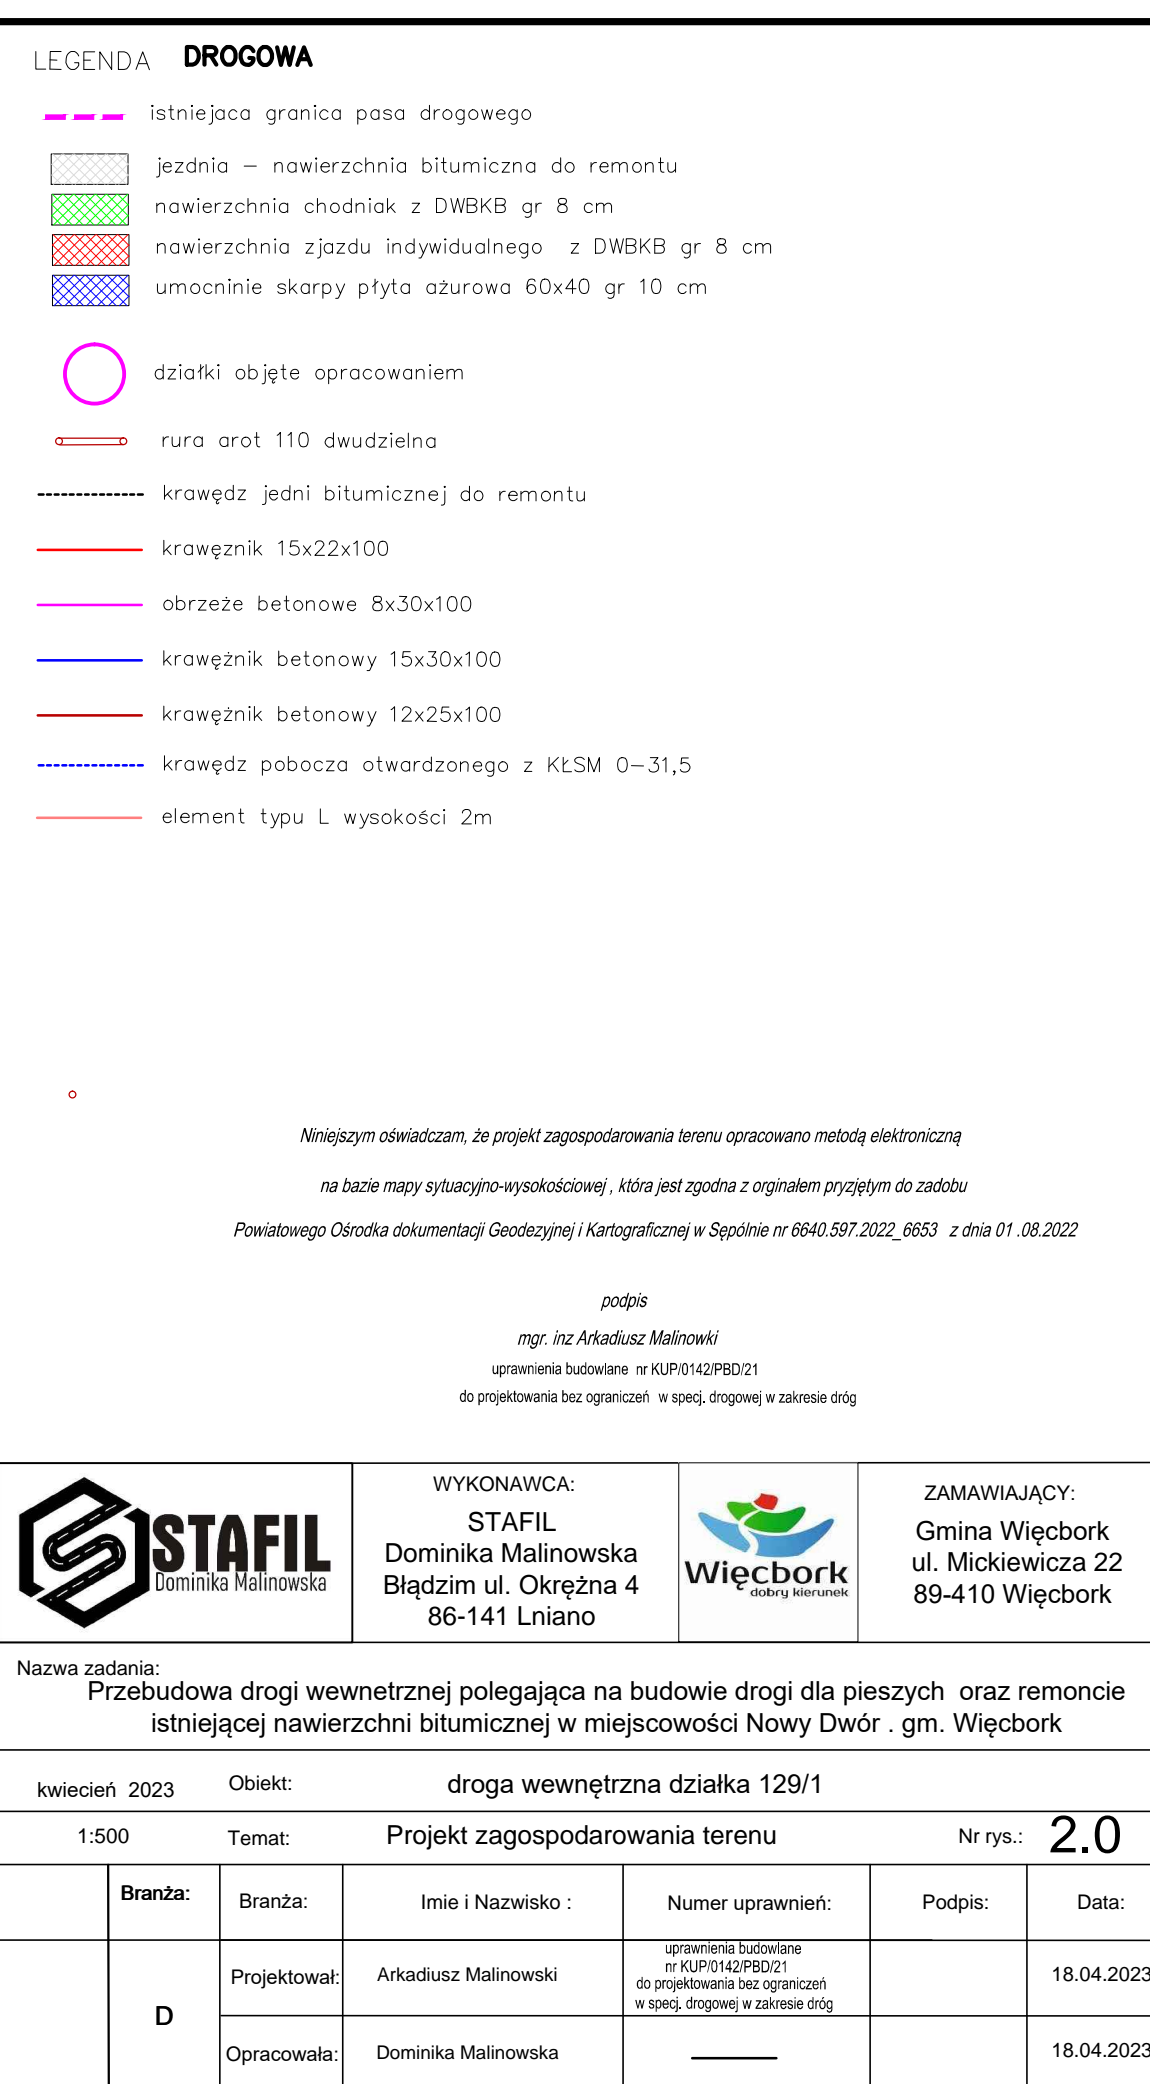 LEGENDA DROGOWA
istniejaca granica pasa drogowego
jezdnia – nawierzchnia bitumiczna do remontu
nawierzchnia chodniak z DWBKB gr 8 cm
nawierzchnia zjazdu indywidualnego z DWBKB gr 8 cm
umocninie skarpy płyta ażurowa 60x40 gr 10 cm
działki objęte opracowaniem
rura arot 110 dwudzielna
krawędz jedni bitumicznej do remontu
krawęznik 15x22x100
obrzeże betonowe 8x30x100
krawężnik betonowy 15x30x100
krawężnik betonowy 12x25x100
krawędz pobocza otwardzonego z KŁSM 0–31,5
element typu L wysokości 2m
Niniejszym oświadczam, że projekt zagospodarowania terenu opracowano metodą elektroniczną
na bazie mapy sytuacyjno-wysokościowej , która jest zgodna z orginałem pryzjętym do zadobu
Powiatowego Ośrodka dokumentacji Geodezyjnej i Kartograficznej w Sępólnie nr 6640.597.2022_6653 z dnia 01 .08.2022
podpis
mgr. inz Arkadiusz Malinowki
uprawnienia budowlane nr KUP/0142/PBD/21
do projektowania bez ograniczeń w specj. drogowej w zakresie dróg
STAFIL
Dominika Malinowska
WYKONAWCA:
STAFIL
Dominika Malinowska
Błądzim ul. Okrężna 4
86-141 Lniano
Więcbork
dobry kierunek
ZAMAWIAJĄCY:
Gmina Więcbork
ul. Mickiewicza 22
89-410 Więcbork
Nazwa zadania:
Przebudowa drogi wewnetrznej polegająca na budowie drogi dla pieszych oraz remoncie
istniejącej nawierzchni bitumicznej w miejscowości Nowy Dwór . gm. Więcbork
kwiecień 2023 Obiekt: droga wewnętrzna działka 129/1
1:500 Temat: Projekt zagospodarowania terenu Nr rys.: 2.0
Branża: Branża: Imie i Nazwisko : Numer uprawnień: Podpis: Data:
D
Projektował: Arkadiusz Malinowski
uprawnienia budowlane
nr KUP/0142/PBD/21
do projektowania bez ograniczeń
w specj. drogowej w zakresie dróg
18.04.2023
Opracowała: Dominika Malinowska 18.04.2023